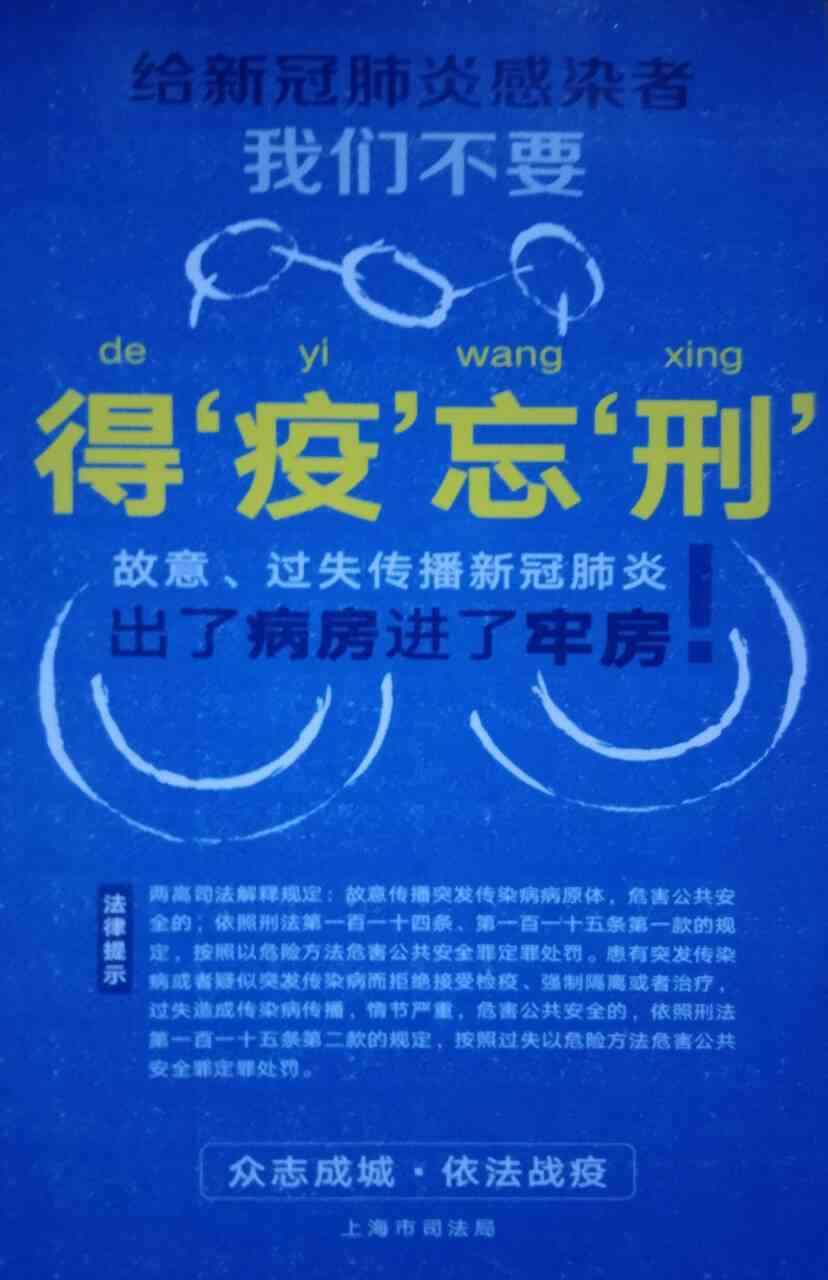 给新冠肺炎感染者
我们不要
de yi wang xing
得‘疫’忘‘刑’
故意、过失传播新冠肺炎
出了病房进了牢房!
法律提示
两高司法解释规定：故意传播突发传染病病原体，危害公共安
全的，依照刑法第一百一十四条、第一百一十五条第一款的规
定，按照以危险方法危害公共安全罪定罪处罚。患有突发传染
病或者疑似突发传染病而拒绝接受检疫、强制隔离或者治疗，
过失造成传染病传播，情节严重，危害公共安全的，依照刑法
第一百一十五条第二款的规定，按照过失以危险方法危害公共
安全罪定罪处罚。
众志成城·依法战疫
上海市司法局